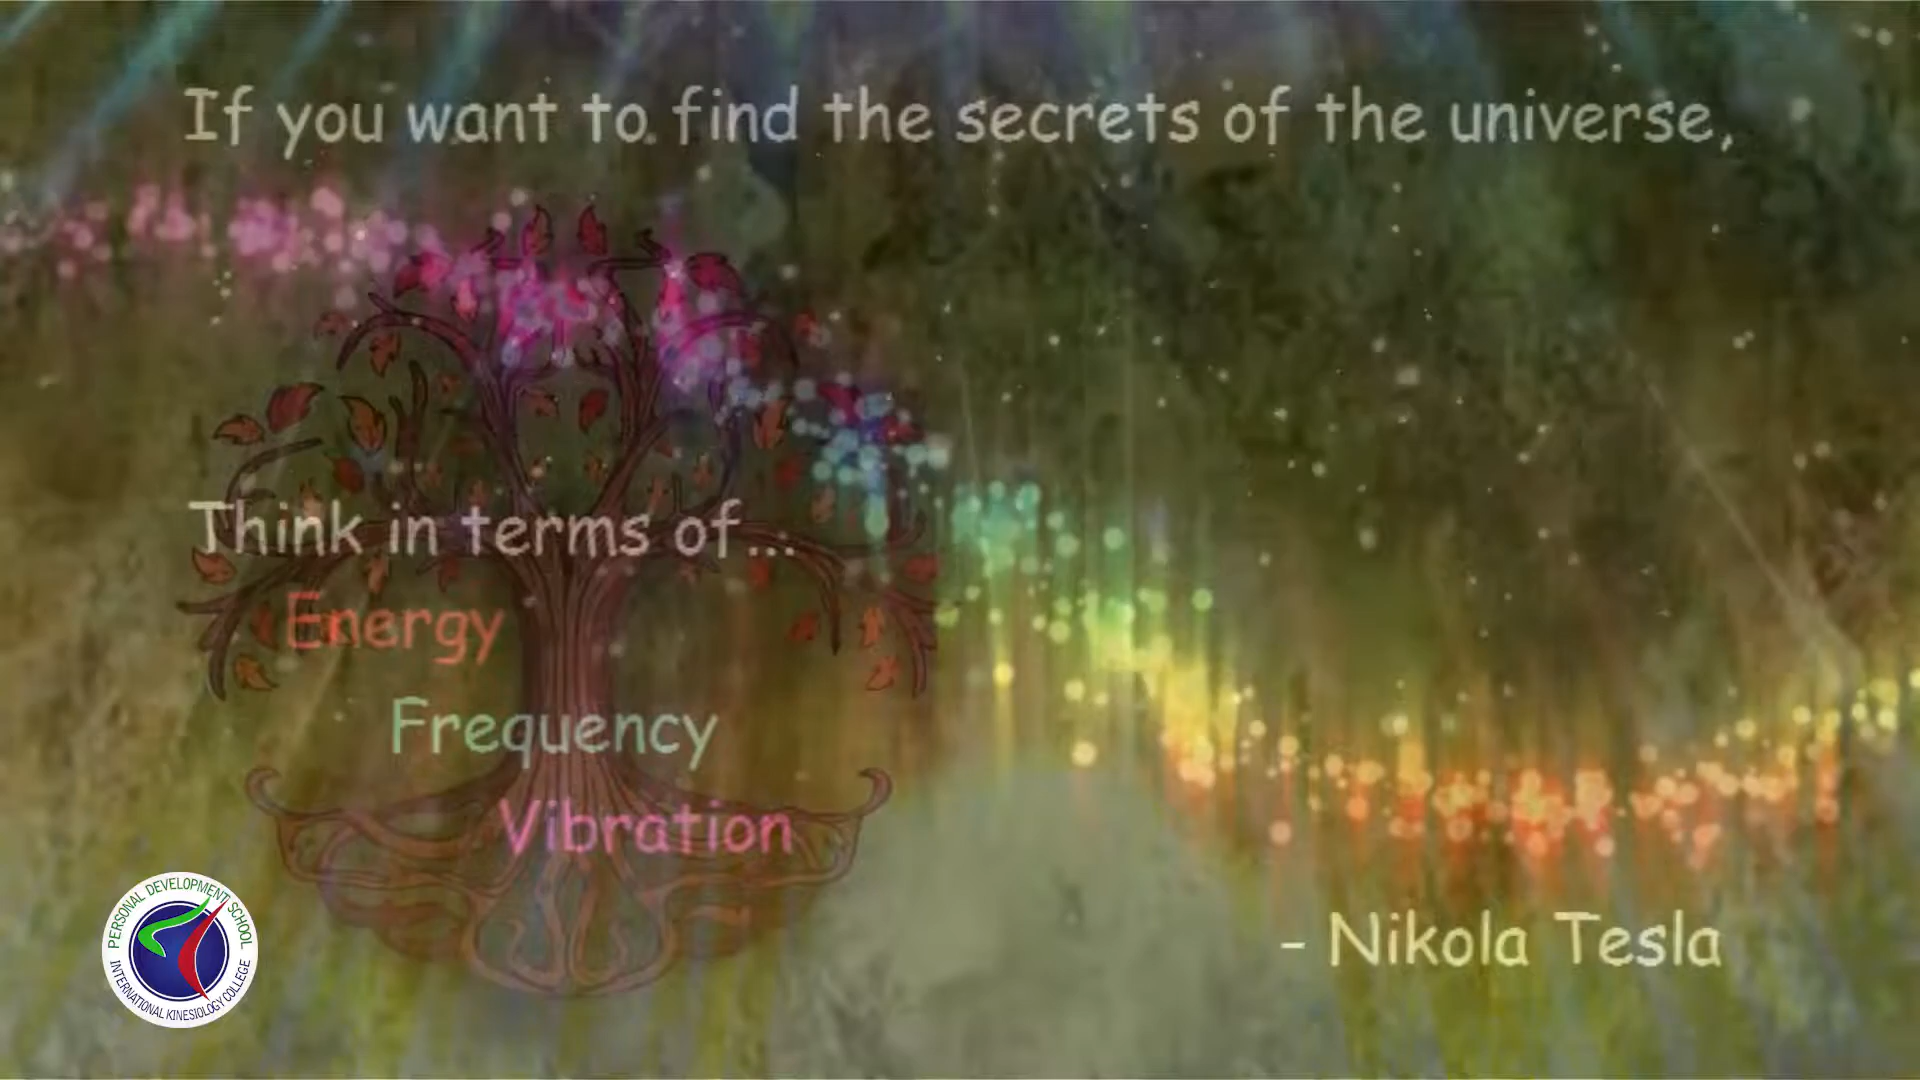 If you want to find the secrets of the universe,
Think in terms of...
Energy
Frequency
Vibration
- Nikola Tesla
PERSONAL DEVELOPMENT SCHOOL
INTERNATIONAL KINESIOLOGY COLLEGE